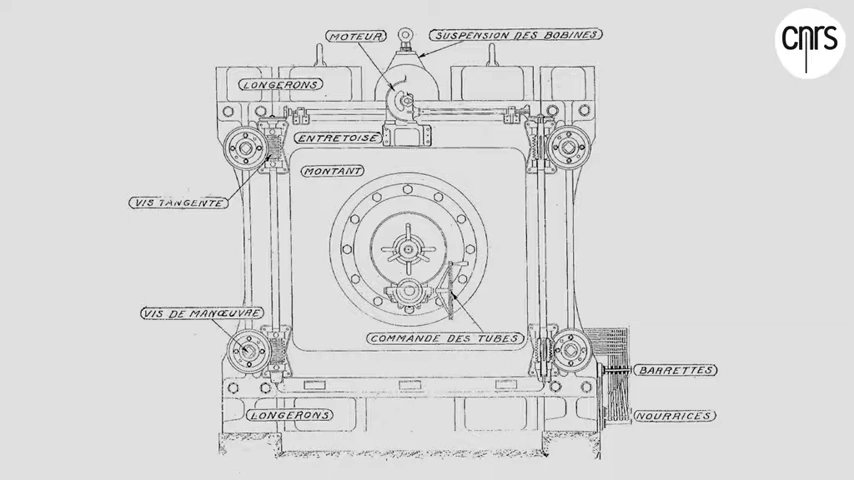 MOTEUR
SUSPENSION DES BOBINES
cnrs
LONGERONS
ENTRETOISE
MONTANT
VIS TANGENTE
VIS DE MANŒUVRE
COMMANDE DES TUBES
BARRETTES
LONGERONS
NOURRICES